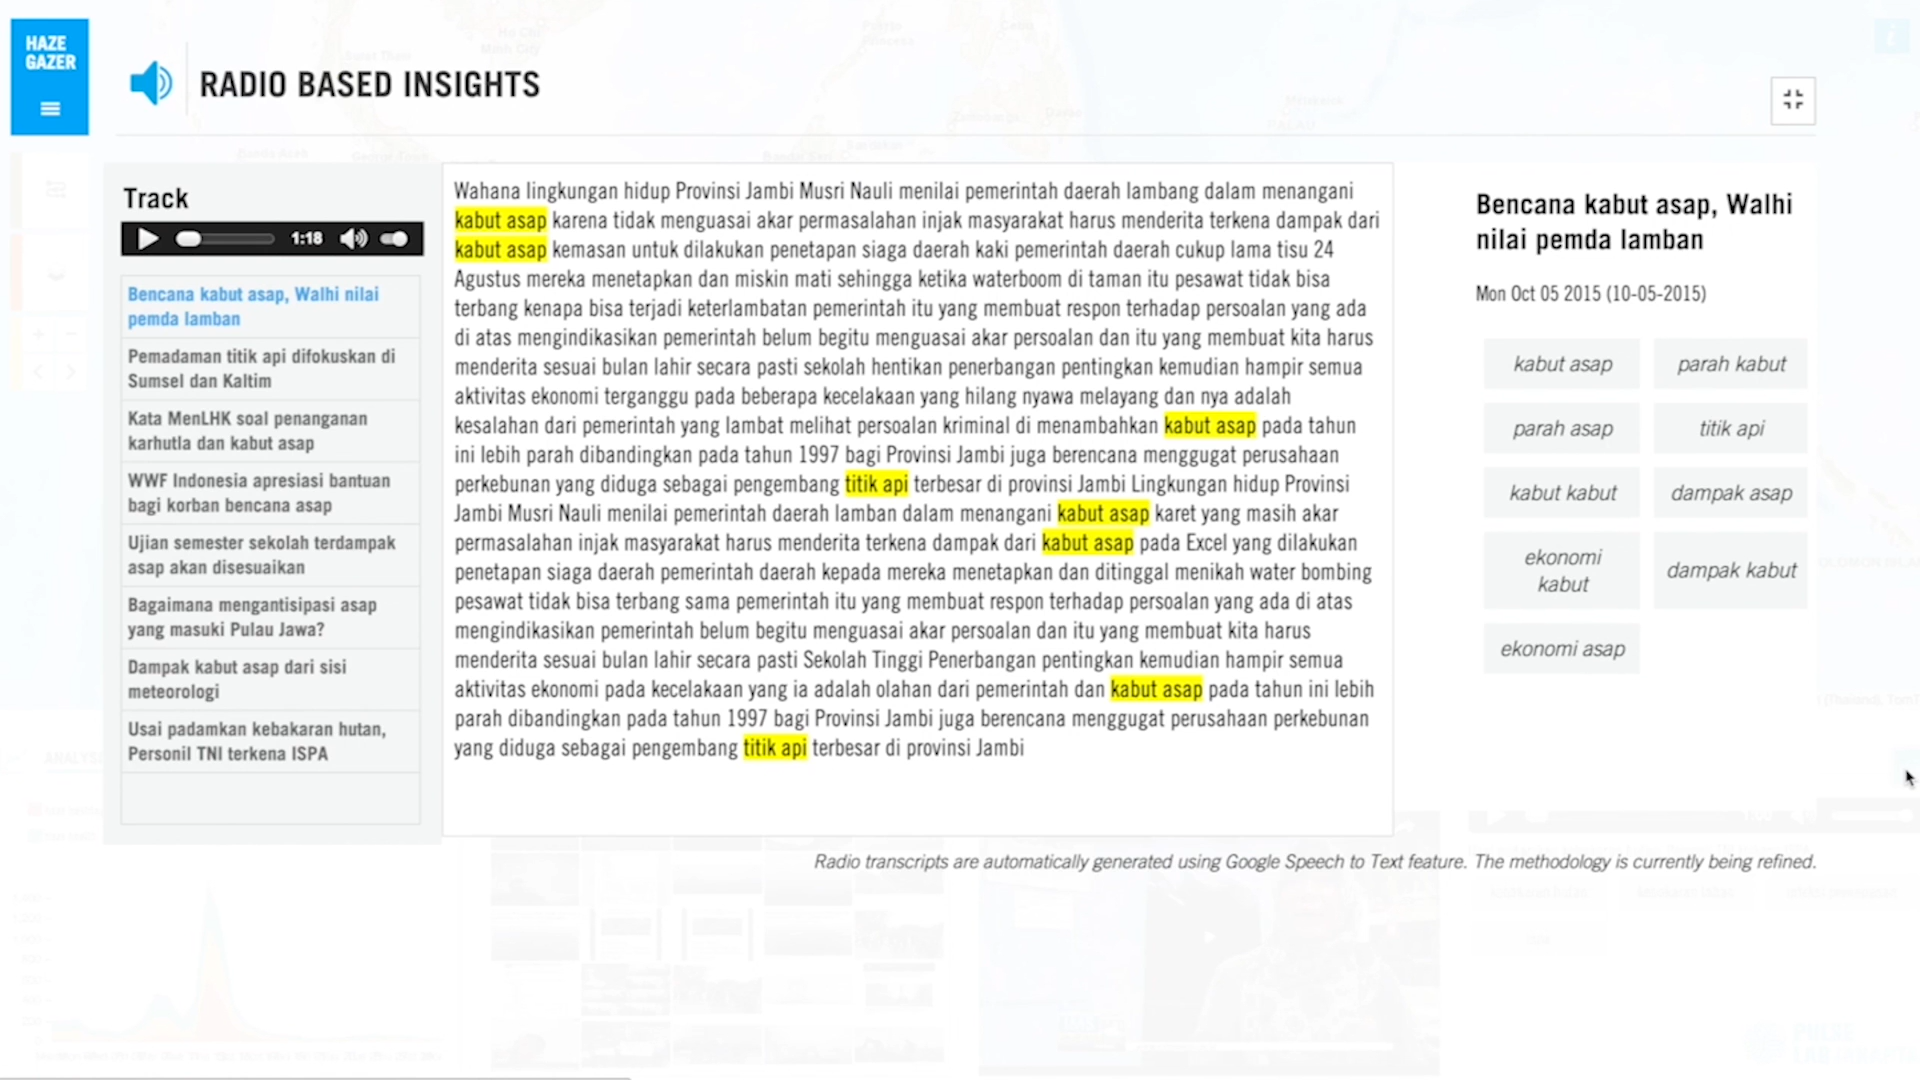 HAZE
GAZER
RADIO BASED INSIGHTS
Track
1:18
Bencana kabut asap, Walhi nilai
pemda lamban
Pemadaman titik api difokuskan di
Sumsel dan Kaltim
Kata MenLHK soal penanganan
karhutla dan kabut asap
WWF Indonesia apresiasi bantuan
bagi korban bencana asap
Ujian semester sekolah terdampak
asap akan disesuaikan
Bagaimana mengantisipasi asap
yang masuki Pulau Jawa?
Dampak kabut asap dari sisi
meteorologi
Usai padamkan kebakaran hutan,
Personil TNI terkena ISPA
Wahana lingkungan hidup Provinsi Jambi Musri Nauli menilai pemerintah daerah lambang dalam menangani
kabut asap karena tidak menguasai akar permasalahan injak masyarakat harus menderita terkena dampak dari
kabut asap kemasan untuk dilakukan penetapan siaga daerah kaki pemerintah daerah cukup lama tisu 24
Agustus mereka menetapkan dan miskin mati sehingga ketika waterboom di taman itu pesawat tidak bisa
terbang kenapa bisa terjadi keterlambatan pemerintah itu yang membuat respon terhadap persoalan yang ada
di atas mengindikasikan pemerintah belum begitu menguasai akar persoalan dan itu yang membuat kita harus
menderita sesuai bulan lahir secara pasti sekolah hentikan penerbangan pentingkan kemudian hampir semua
aktivitas ekonomi terganggu pada beberapa kecelakaan yang hilang nyawa melayang dan nya adalah
kesalahan dari pemerintah yang lambat melihat persoalan kriminal di menambahkan kabut asap pada tahun
ini lebih parah dibandingkan pada tahun 1997 bagi Provinsi Jambi juga berencana menggugat perusahaan
perkebunan yang diduga sebagai pengembang titik api terbesar di provinsi Jambi Lingkungan hidup Provinsi
Jambi Musri Nauli menilai pemerintah daerah lamban dalam menangani kabut asap karet yang masih akar
permasalahan injak masyarakat harus menderita terkena dampak dari kabut asap pada Excel yang dilakukan
penetapan siaga daerah pemerintah daerah kepada mereka menetapkan dan ditinggal menikah water bombing
pesawat tidak bisa terbang sama pemerintah itu yang membuat respon terhadap persoalan yang ada di atas
mengindikasikan pemerintah belum begitu menguasai akar persoalan dan itu yang membuat kita harus
menderita sesuai bulan lahir secara pasti Sekolah Tinggi Penerbangan pentingkan kemudian hampir semua
aktivitas ekonomi pada kecelakaan yang ia adalah olahan dari pemerintah dan kabut asap pada tahun ini lebih
parah dibandingkan pada tahun 1997 bagi Provinsi Jambi juga berencana menggugat perusahaan perkebunan
yang diduga sebagai pengembang titik api terbesar di provinsi Jambi
Bencana kabut asap, Walhi
nilai pemda lamban
Mon Oct 05 2015 (10-05-2015)
kabut asap
parah kabut
parah asap
titik api
kabut kabut
dampak asap
ekonomi
kabut
dampak kabut
ekonomi asap
Radio transcripts are automatically generated using Google Speech to Text feature. The methodology is currently being refined.